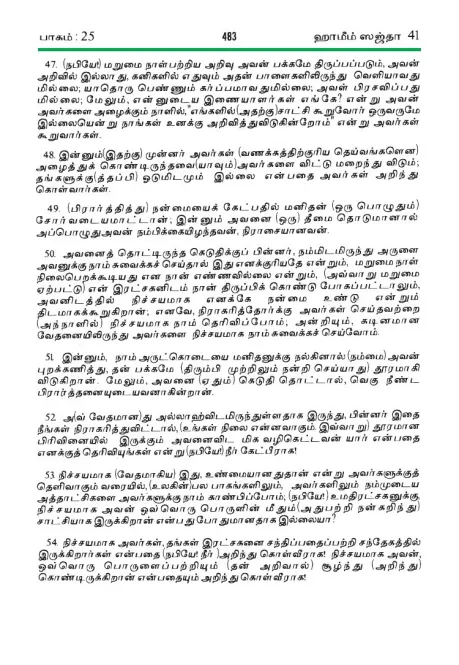 பாகம் : 25 483 ஹாமீம் ஸஜ்தா 41
47. (நபியே!) மறுமை நாள்பற்றிய அறிவு அவன் பக்கமே திருப்பப்படும், அவன்
அறிவில் இல்லாது, கனிகளில் எதுவும் அதன் பாளைகளிலிருந்து வெளியாவது
மில்லை; யாதொரு பெண்ணும் கர்ப்பமாவதுமில்லை; அவள் பிரசவிப்பது
மில்லை; மேலும், என்னுடைய இணையாளர்கள் எங்கே? என்று அவன்
அவர்களை அழைக்கும் நாளில், "எங்களில் (அதற்கு) சாட்சி கூறுவோர் ஒருவருமே
இல்லையென்று நாங்கள் உனக்கு அறிவித்துவிடுகின்றோம்" என்று அவர்கள்
கூறுவார்கள்.
48. இன்னும் (இதற்கு) முன்னர் அவர்கள் (வணக்கத்திற்குரிய தெய்வங்களென)
அழைத்துக் கொண்டிருந்தவை (யாவும்) அவர்களை விட்டு மறைந்து விடும்;
தங்களுக்கு (தப்பி) ஓடுமிடமும் இல்லை என்பதை அவர்கள் அறிந்து
கொள்வார்கள்.
49. (பிரார்த்தித்து) நன்மையைக் கேட்பதில் மனிதன் (ஒரு பொழுதும்)
சோர்வடையமாட்டான்; இன்னும் அவனை (ஒரு) தீமை தொடுமானால்
அப்பொழுது அவன் நம்பிக்கையிழந்தவன், நிராசையானவன்.
50. அவனைத் தொட்டிருந்த கெடுதிக்குப் பின்னர், நம்மிடமிருந்து அருளை
அவனுக்கு நாம் சுவைக்கச் செய்தால் இது எனக்குரியதே என்றும், மறுமை நாள்
நிலைபெறக்கூடியது என நான் எண்ணவில்லை என்றும், (அவ்வாறு மறுமை
ஏற்பட்டு) என் இரட்சகனிடம் நான் திருப்பிக் கொண்டு போகப்பட்டாலும்,
அவனிடத்தில் நிச்சயமாக எனக்கே நன்மை உண்டு என்றும்
திடமாகக்கூறுகிறான்; எனவே, நிராகரித்தோர்க்கு அவர்கள் செய்தவற்றை
(அந்நாளில்) நிச்சயமாக நாம் தெரிவிப்போம்; அன்றியும், கடினமான
வேதனையிலிருந்து அவர்களை நிச்சயமாக நாம் சுவைக்கச் செய்வோம்.
51. இன்னும், நாம் அருட்கொடையை மனிதனுக்கு நல்கினால் (நம்மை) அவன்
புறக்கணித்து, தன் பக்கமே (திரும்பி முற்றிலும் நன்றி செய்யாது) தூரமாகி
விடுகிறான். மேலும், அவனை (ஏதும்) கெடுதி தொட்டால், வெகு நீண்ட
பிரார்த்தனையுடையவனாகின்றான்.
52. அ(வ் வேதமான)து அல்லாஹ்விடமிருந்துள்ளதாக இருந்து, பின்னர் இதை
நீங்கள் நிராகரித்துவிட்டால், (உங்கள் நிலை என்னவாகும். இவ்வாறு) தூரமான
பிரிவினையில் இருக்கும் அவனைவிட மிக வழிகெட்டவன் யார் என்பதை
எனக்குத் தெரிவியுங்கள் என்று (நபியே!) நீர் கேட்பீராக!
53. நிச்சயமாக (வேதமாகிய) இது, உண்மையானதுதான் என்று அவர்களுக்குத்
தெளிவாகும் வரையில், (உலகின்) பல பாகங்களிலும், அவர்களிலும் நம்முடைய
அத்தாட்சிகளை அவர்களுக்கு நாம் காண்பிப்போம்; (நபியே!) உமதிரட்சகனுக்கு,
நிச்சயமாக அவன் ஒவ்வொரு பொருளின் மீதும் (அதுபற்றி நன்கறிந்து)
சாட்சியாக இருக்கிறான் என்பது போதுமானதாக இல்லையா?
54. நிச்சயமாக அவர்கள், தங்கள் இரட்சகனை சந்திப்பதைப்பற்றி சந்தேகத்தில்
இருக்கிறார்கள் என்பதை (நபியே! நீர்) அறிந்து கொள்வீராக! நிச்சயமாக அவன்,
ஒவ்வொரு பொருளைப்பற்றியும் (தன் அறிவால்) சூழ்ந்து (அறிந்து)
கொண்டிருக்கிறான் என்பதையும் அறிந்து கொள்வீராக!